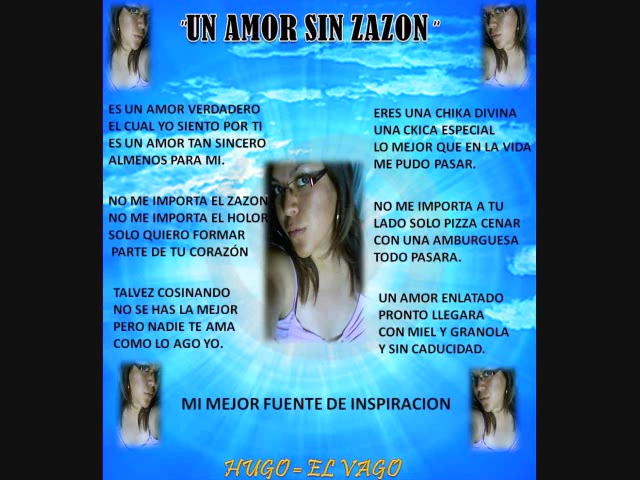 "UN AMOR SIN ZAZON"
ES UN AMOR VERDADERO
EL CUAL YO SIENTO POR TI
ES UN AMOR TAN SINCERO
ALMENOS PARA MI.
NO ME IMPORTA EL ZAZON
NO ME IMPORTA EL HOLOR
SOLO QUIERO FORMAR
PARTE DE TU CORAZÓN
TALVEZ COSINANDO
NO SE HAS LA MEJOR
PERO NADIE TE AMA
COMO LO AGO YO.
ERES UNA CHIKA DIVINA
UNA CKICA ESPECIAL
LO MEJOR QUE EN LA VIDA
ME PUDO PASAR.
NO ME IMPORTA A TU
LADO SOLO PIZZA CENAR
CON UNA AMBURGUESA
TODO PASARA.
UN AMOR ENLATADO
PRONTO LLEGARA
CON MIEL Y GRANOLA
Y SIN CADUCIDAD.
MI MEJOR FUENTE DE INSPIRACION
HUGO = EL VAGO